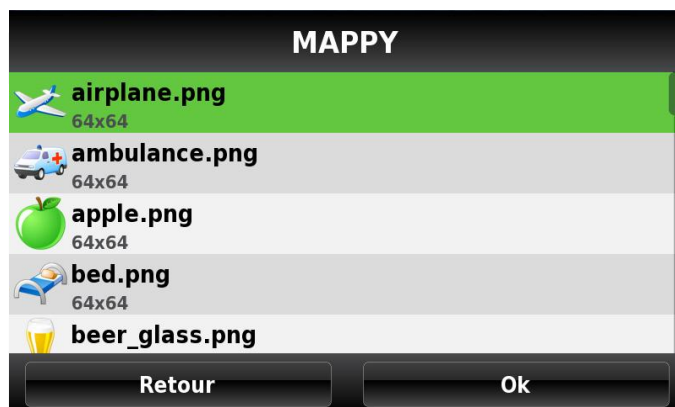 MAPPY
airplane.png
64x64
ambulance.png
64x64
apple.png
64x64
bed.png
64x64
beer_glass.png
Retour
Ok